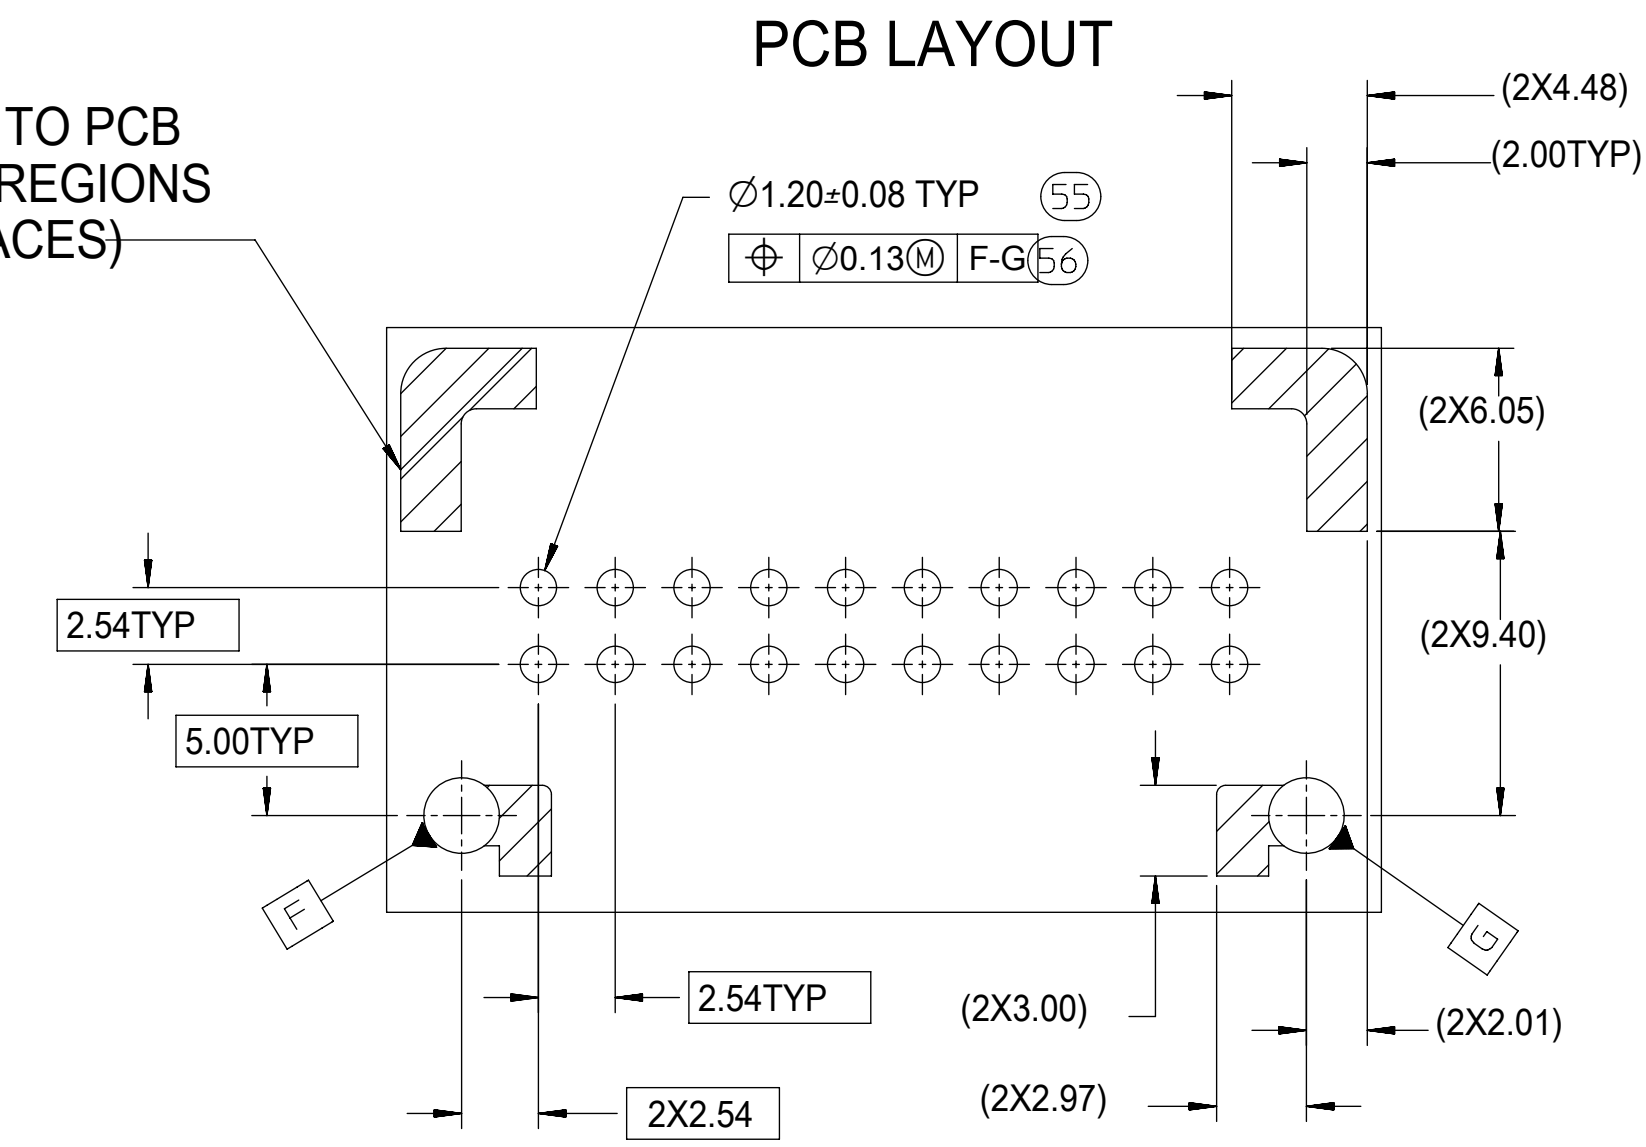 PCB LAYOUT
TO PCB
REGIONS
ACES)
(2X4.48)
(2.00TYP)
∅1.20±0.08 TYP 55
⌖ ∅0.13Ⓜ F-G 56
(2X6.05)
2.54TYP
(2X9.40)
5.00TYP
F
G
2.54TYP
(2X3.00)
(2X2.01)
(2X2.97)
2X2.54